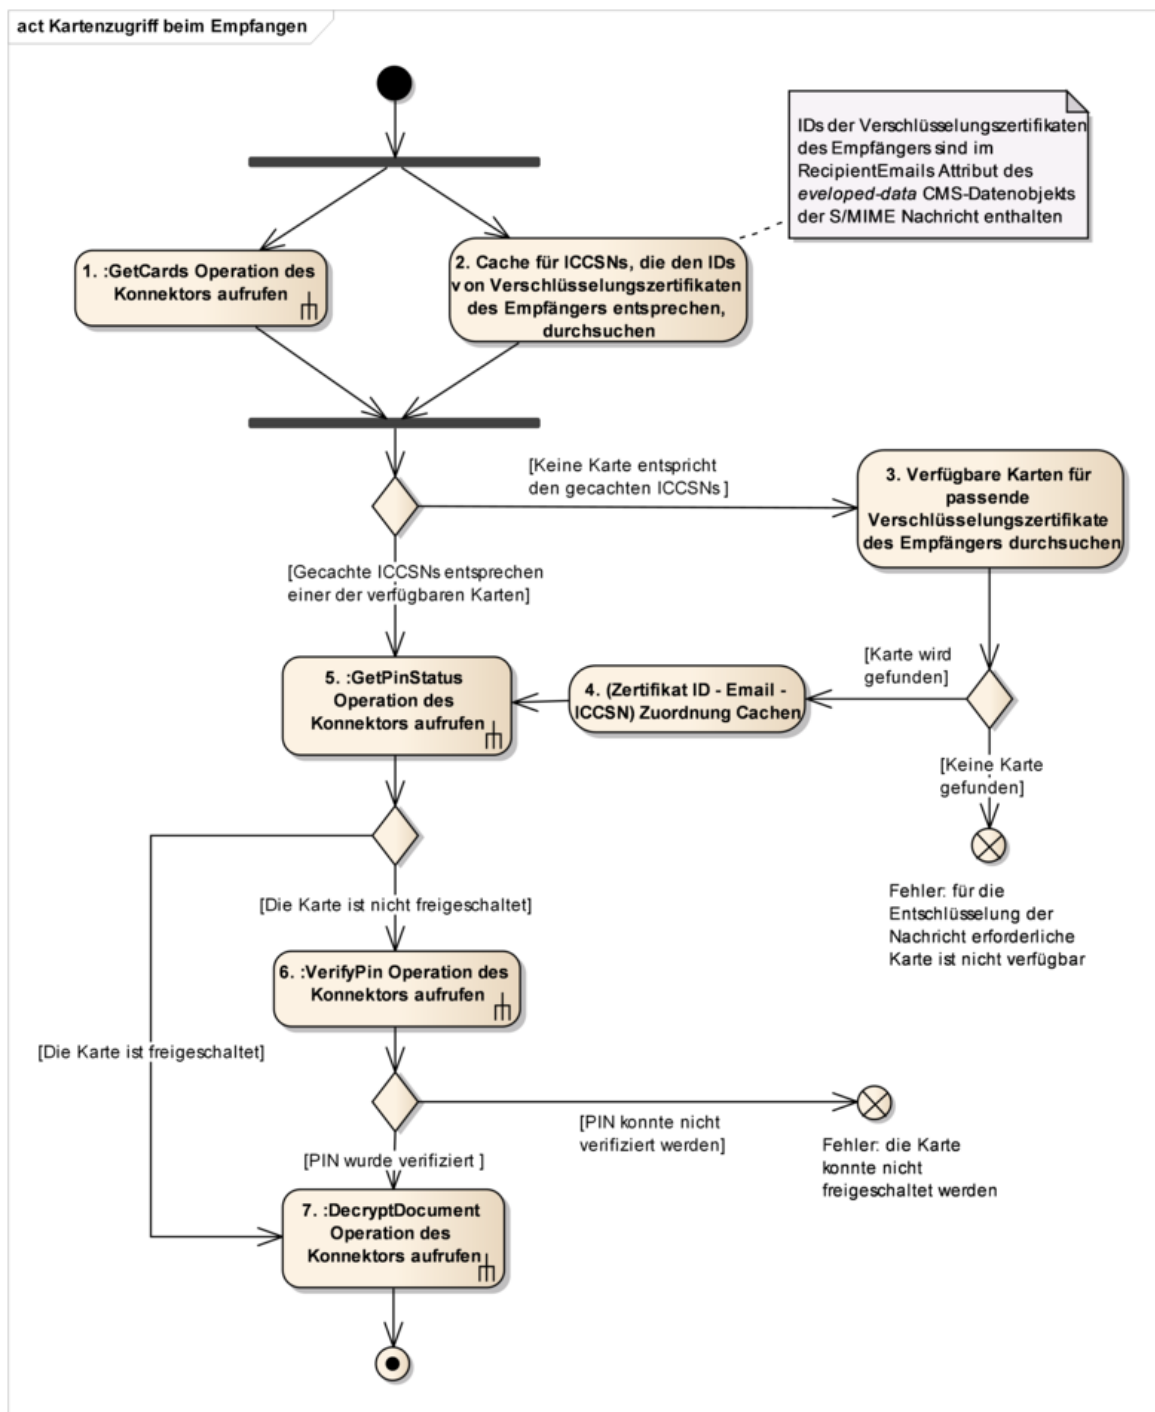 act Kartenzugriff beim Empfangen
IDs der Verschlüsselungszertifikaten
des Empfängers sind im
RecipientEmails Attribut des
eveloped-data CMS-Datenobjekts
der S/MIME Nachricht enthalten
1. :GetCards Operation des
Konnektors aufrufen
2. Cache für ICCSNs, die den IDs
von Verschlüsselungszertifikaten
des Empfängers entsprechen,
durchsuchen
[Keine Karte entspricht
den gecachten ICCSNs ]
3. Verfügbare Karten für
passende
Verschlüsselungszertifikate
des Empfängers durchsuchen
[Gecachte ICCSNs entsprechen
einer der verfügbaren Karten]
[Karte wird
gefunden]
5. :GetPinStatus
Operation des
Konnektors aufrufen
4. (Zertifikat ID - Email -
ICCSN) Zuordnung Cachen
[Keine Karte
gefunden]
Fehler: für die
Entschlüsselung der
Nachricht erforderliche
Karte ist nicht verfügbar
[Die Karte ist nicht freigeschaltet]
6. :VerifyPin Operation des
Konnektors aufrufen
[Die Karte ist freigeschaltet]
[PIN konnte nicht
verifiziert werden]
Fehler: die Karte
konnte nicht
freigeschaltet werden
[PIN wurde verifiziert ]
7. :DecryptDocument
Operation des
Konnektors aufrufen